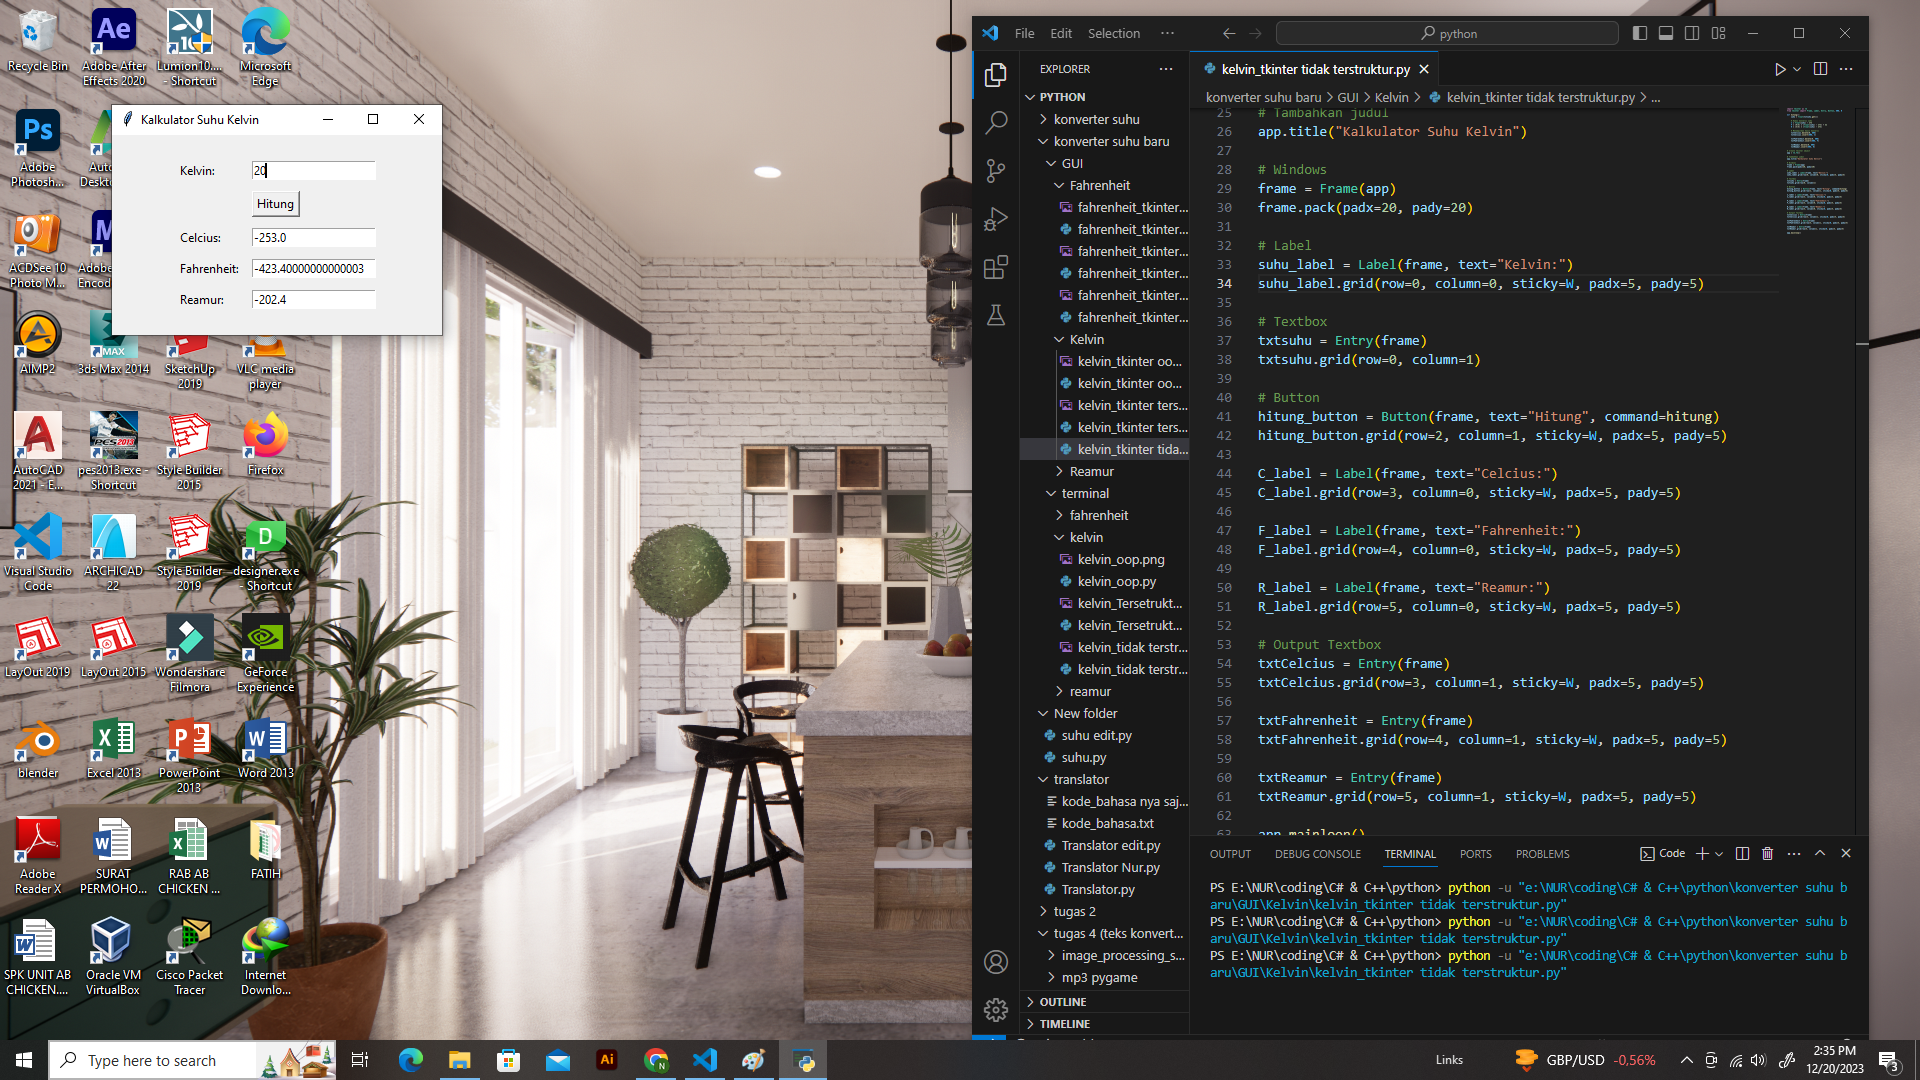 Recycle Bin
Adobe After
Effects 2020
Lumion10....
- Shortcut
Microsoft
Edge
Adobe
Photosh...
ACDSee 10
Photo M...
AIMP2
3ds Max 2014
SketchUp
2019
VLC media
player
AutoCAD
2021 - E...
pes2013.exe -
Shortcut
Style Builder
2015
Firefox
Visual Studio
Code
ARCHICAD
22
Style Builder
2019
designer.exe
- Shortcut
LayOut 2019
LayOut 2015
Wondershare
Filmora
GeForce
Experience
blender
Excel 2013
PowerPoint
2013
Word 2013
Adobe
Reader X
SURAT
PERMOHO...
RAB AB
CHICKEN ...
FATIH
SPK UNIT AB
CHICKEN....
Oracle VM
VirtualBox
Cisco Packet
Tracer
Internet
Downlo...
Kalkulator Suhu Kelvin
Kelvin: 20
Hitung
Celcius: -253.0
Fahrenheit: -423.40000000000003
Reamur: -202.4
File Edit Selection ··· python
EXPLORER
PYTHON
konverter suhu
konverter suhu baru
GUI
Fahrenheit
fahrenheit_tkinter...
fahrenheit_tkinter...
fahrenheit_tkinter...
fahrenheit_tkinter...
fahrenheit_tkinter...
fahrenheit_tkinter...
Kelvin
kelvin_tkinter oo...
kelvin_tkinter oo...
kelvin_tkinter ters...
kelvin_tkinter ters...
kelvin_tkinter tida...
Reamur
terminal
fahrenheit
kelvin
kelvin_oop.png
kelvin_oop.py
kelvin_Tersetrukt...
kelvin_Tersetrukt...
kelvin_tidak terstr...
kelvin_tidak terstr...
reamur
New folder
suhu edit.py
suhu.py
translator
kode_bahasa nya saj...
kode_bahasa.txt
Translator edit.py
Translator Nur.py
Translator.py
tugas 2
tugas 4 (teks konvert...
image_processing_s...
mp3 pygame
OUTLINE
TIMELINE
kelvin_tkinter tidak terstruktur.py
konverter suhu baru > GUI > Kelvin > kelvin_tkinter tidak terstruktur.py > ...
25 # Tambahkan judul
26 app.title("Kalkulator Suhu Kelvin")
27
28 # Windows
29 frame = Frame(app)
30 frame.pack(padx=20, pady=20)
31
32 # Label
33 suhu_label = Label(frame, text="Kelvin:")
34 suhu_label.grid(row=0, column=0, sticky=W, padx=5, pady=5)
35
36 # Textbox
37 txtsuhu = Entry(frame)
38 txtsuhu.grid(row=0, column=1)
39
40 # Button
41 hitung_button = Button(frame, text="Hitung", command=hitung)
42 hitung_button.grid(row=2, column=1, sticky=W, padx=5, pady=5)
43
44 C_label = Label(frame, text="Celcius:")
45 C_label.grid(row=3, column=0, sticky=W, padx=5, pady=5)
46
47 F_label = Label(frame, text="Fahrenheit:")
48 F_label.grid(row=4, column=0, sticky=W, padx=5, pady=5)
49
50 R_label = Label(frame, text="Reamur:")
51 R_label.grid(row=5, column=0, sticky=W, padx=5, pady=5)
52
53 # Output Textbox
54 txtCelcius = Entry(frame)
55 txtCelcius.grid(row=3, column=1, sticky=W, padx=5, pady=5)
56
57 txtFahrenheit = Entry(frame)
58 txtFahrenheit.grid(row=4, column=1, sticky=W, padx=5, pady=5)
59
60 txtReamur = Entry(frame)
61 txtReamur.grid(row=5, column=1, sticky=W, padx=5, pady=5)
62
63 app.mainloop()
OUTPUT DEBUG CONSOLE TERMINAL PORTS PROBLEMS Code
PS E:\NUR\coding\C# & C++\python> python -u "e:\NUR\coding\C# & C++\python\konverter suhu b
aru\GUI\Kelvin\kelvin_tkinter tidak terstruktur.py"
PS E:\NUR\coding\C# & C++\python> python -u "e:\NUR\coding\C# & C++\python\konverter suhu b
aru\GUI\Kelvin\kelvin_tkinter tidak terstruktur.py"
PS E:\NUR\coding\C# & C++\python> python -u "e:\NUR\coding\C# & C++\python\konverter suhu b
aru\GUI\Kelvin\kelvin_tkinter tidak terstruktur.py"
Type here to search
Links
GBP/USD -0,56%
2:35 PM
12/20/2023
3